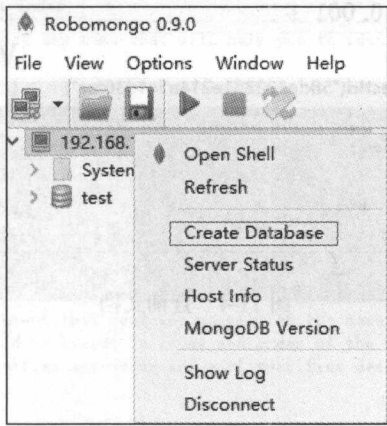 Robomongo 0.9.0
File View Options Window Help
192.168.
Open Shell
System
Refresh
test
Create Database
Server Status
Host Info
MongoDB Version
Show Log
Disconnect